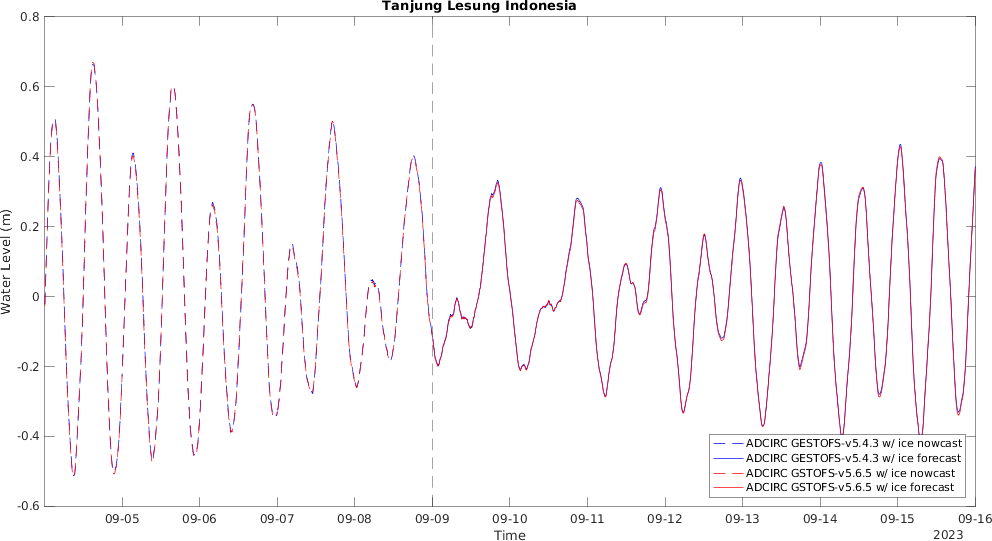 Tanjung Lesung Indonesia
0.8
0.6
0.4
0.2
0
-0.2
-0.4
-0.6
Water Level (m)
ADCIRC GESTOFS-v5.4.3 w/ ice nowcast
ADCIRC GESTOFS-v5.4.3 w/ ice forecast
ADCIRC GSTOFS-v5.6.5 w/ ice nowcast
ADCIRC GSTOFS-v5.6.5 w/ ice forecast
09-05 09-06 09-07 09-08 09-09 09-10 09-11 09-12 09-13 09-14 09-15 09-16
Time
2023